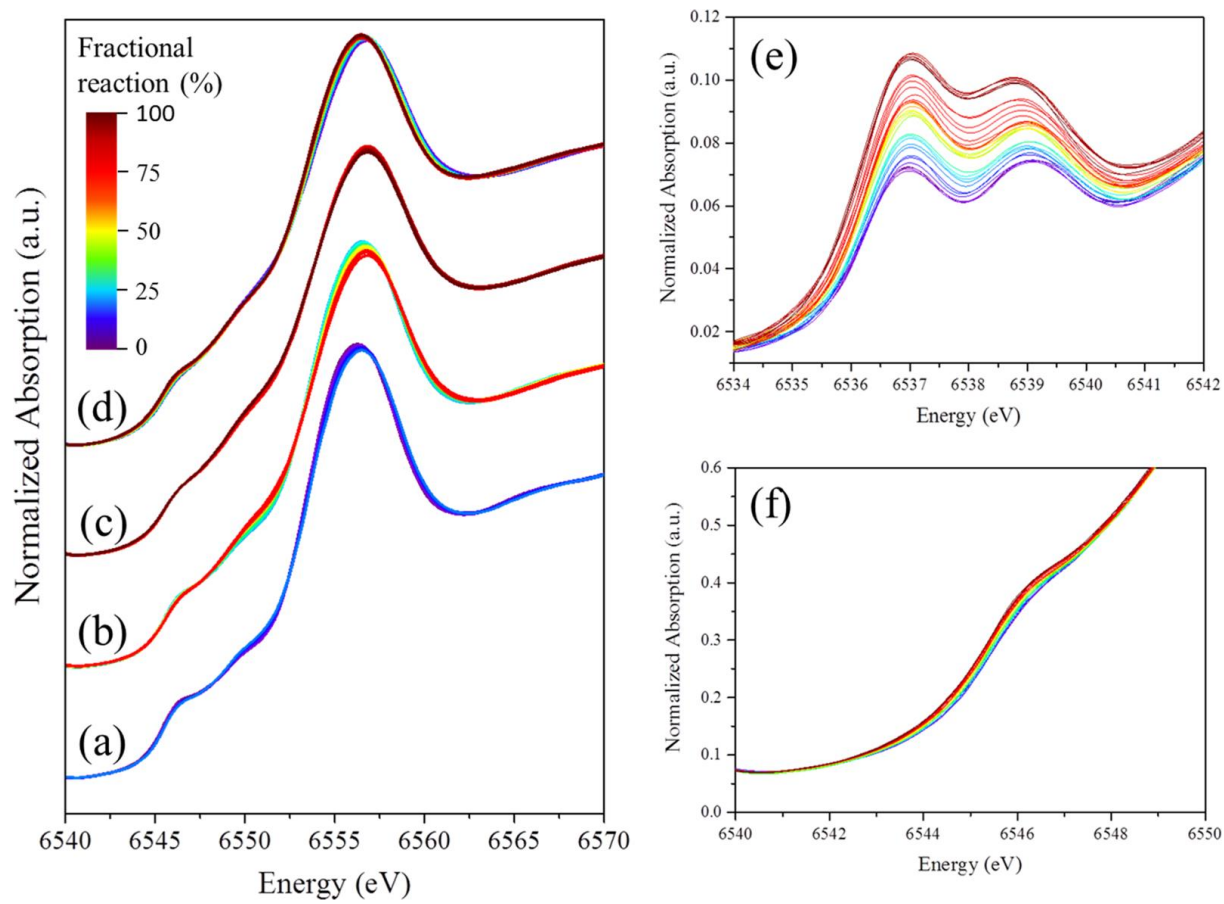 Fractional
reaction (%)
100
75
50
25
0
(d)
(c)
(b)
(a)
Normalized Absorption (a.u.)
6540 6545 6550 6555 6560 6565 6570
Energy (eV)
(e)
0.12
0.10
0.08
0.06
0.04
0.02
Normalized Absorption (a.u.)
6534 6535 6536 6537 6538 6539 6540 6541 6542
Energy (eV)
(f)
0.6
0.5
0.4
0.3
0.2
0.1
0.0
Normalized Absorption (a.u.)
6540 6542 6544 6546 6548 6550
Energy (eV)